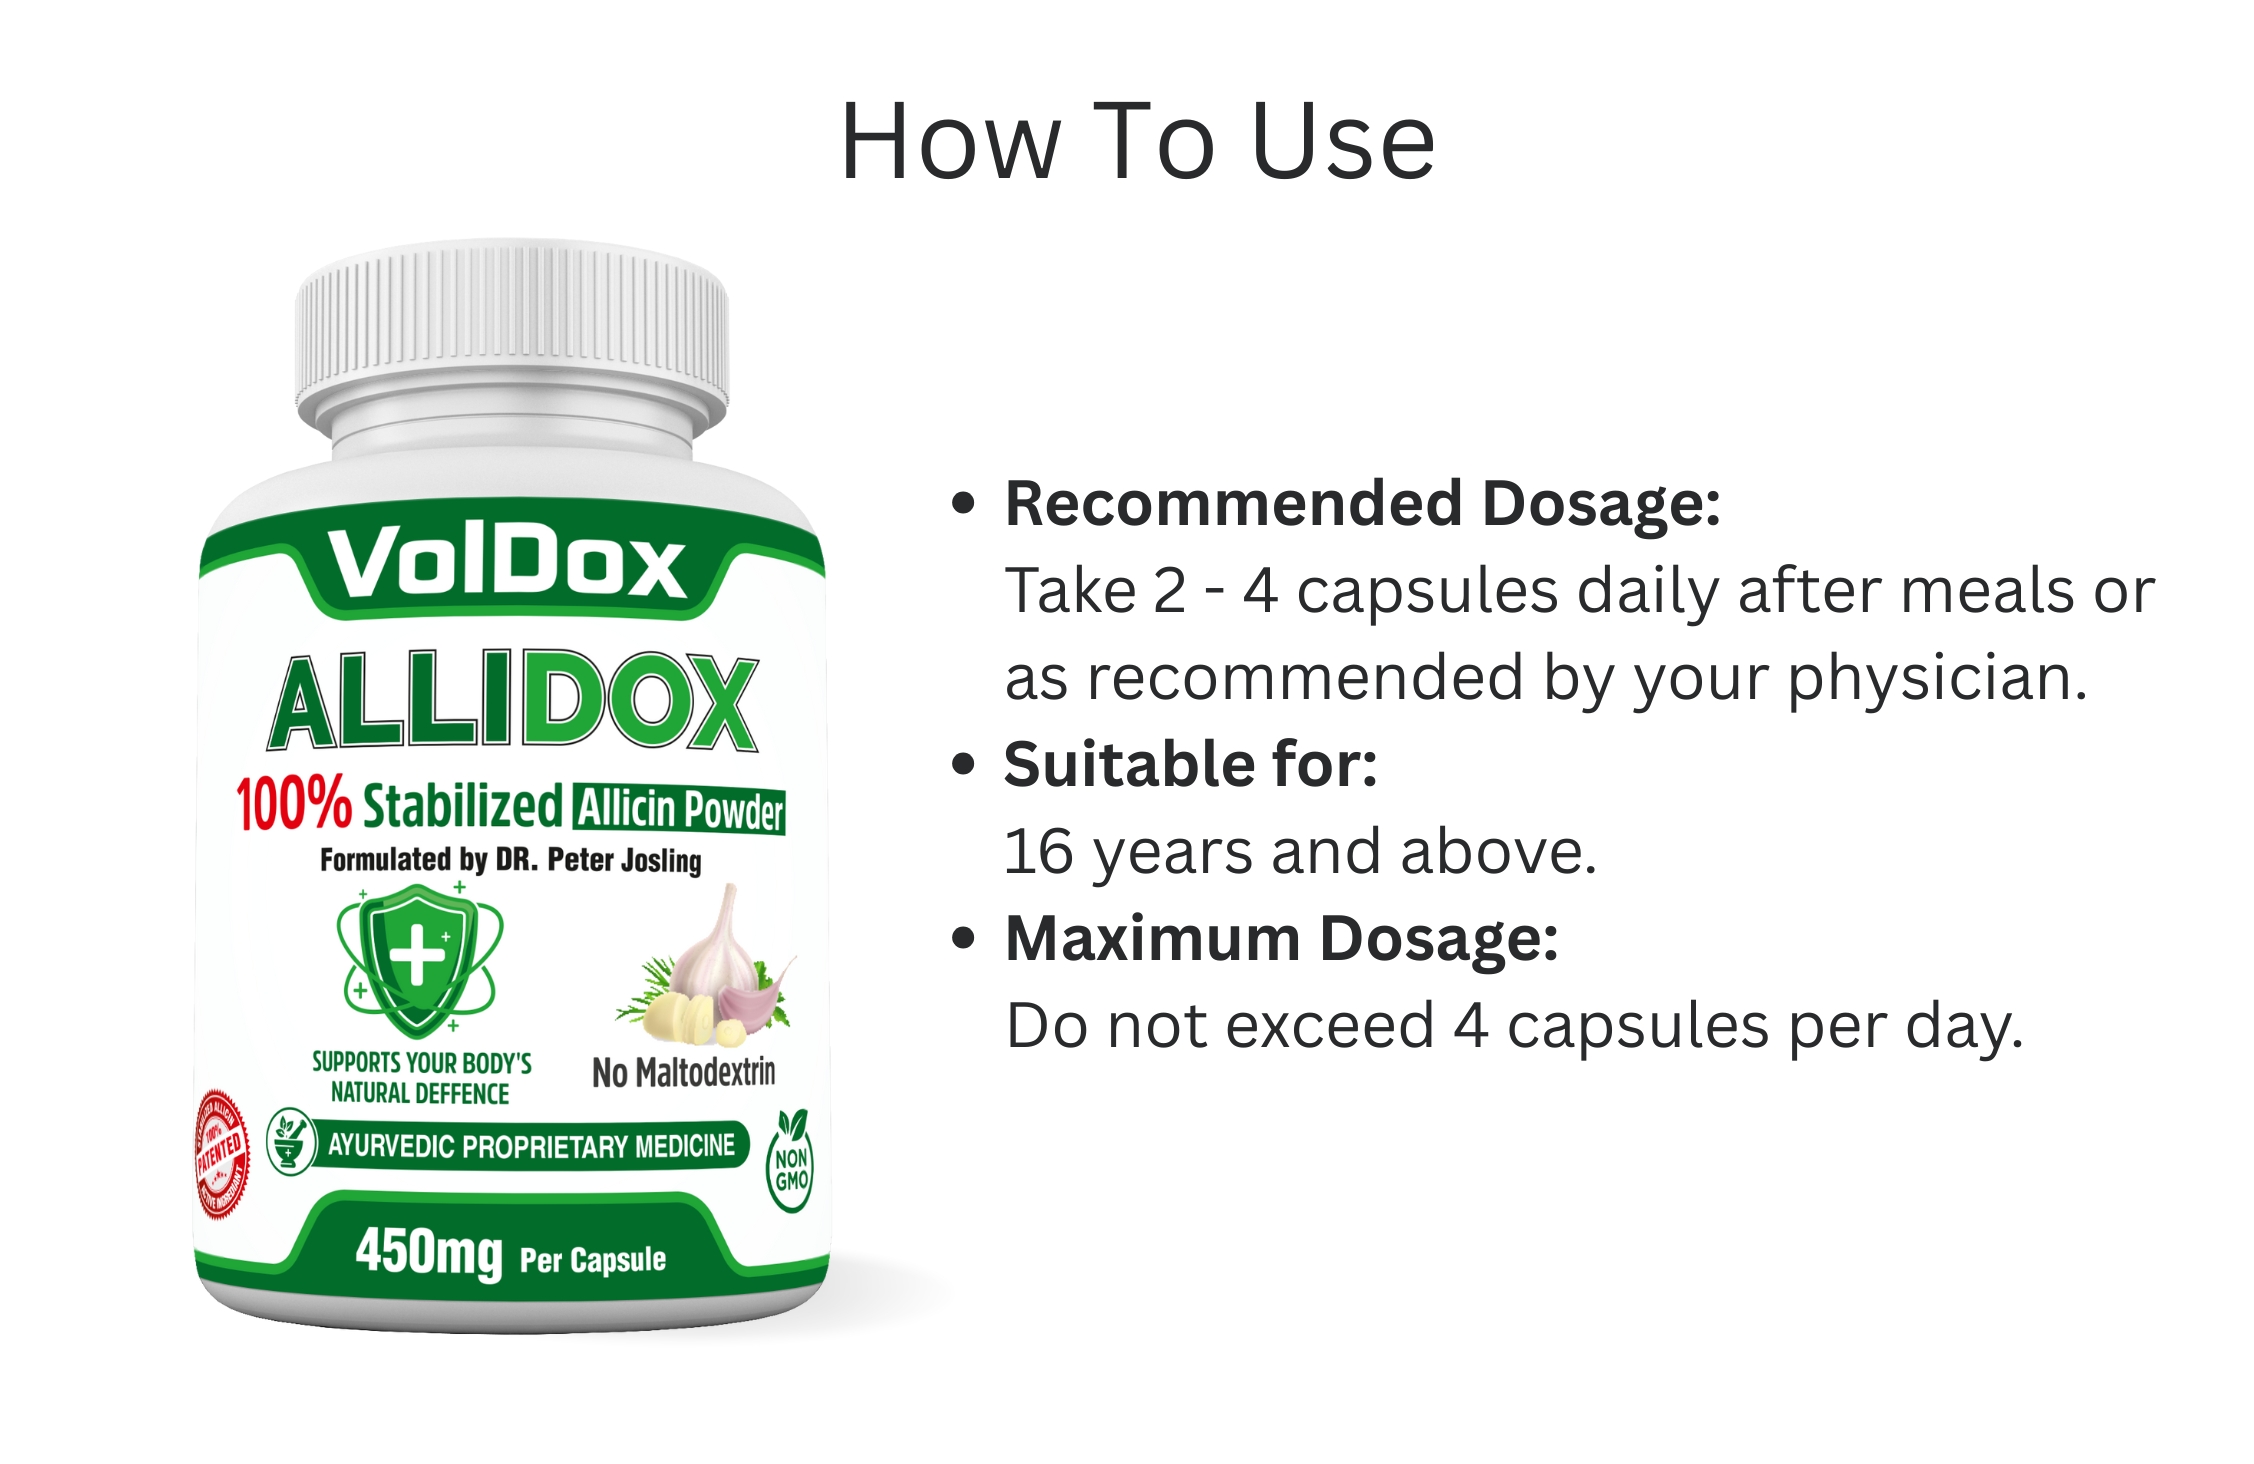 How To Use
VolDox
ALLIDOX
100% Stabilized Allicin Powder
Formulated by DR. Peter Josling
SUPPORTS YOUR BODY'S
NATURAL DEFFENCE
No Maltodextrin
100%
PATENTED
AYURVEDIC PROPRIETARY MEDICINE
NON
GMO
450mg Per Capsule
• Recommended Dosage:
Take 2 - 4 capsules daily after meals or
as recommended by your physician.
• Suitable for:
16 years and above.
• Maximum Dosage:
Do not exceed 4 capsules per day.